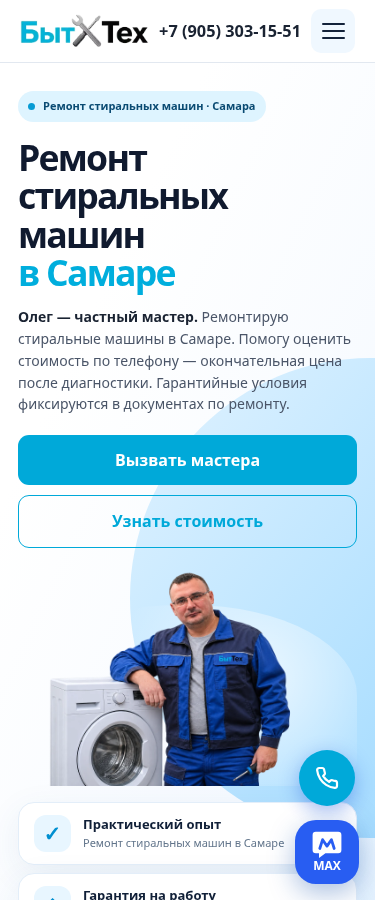 БытТех
+7 (905) 303-15-51
Ремонт стиральных машин · Самара
Ремонт
стиральных
машин
в Самаре
Олег — частный мастер. Ремонтирую
стиральные машины в Самаре. Помогу оценить
стоимость по телефону — окончательная цена
после диагностики. Гарантийные условия
фиксируются в документах по ремонту.
Вызвать мастера
Узнать стоимость
БытТех
Практический опыт
Ремонт стиральных машин в Самаре
MAX
Гарантия на работу